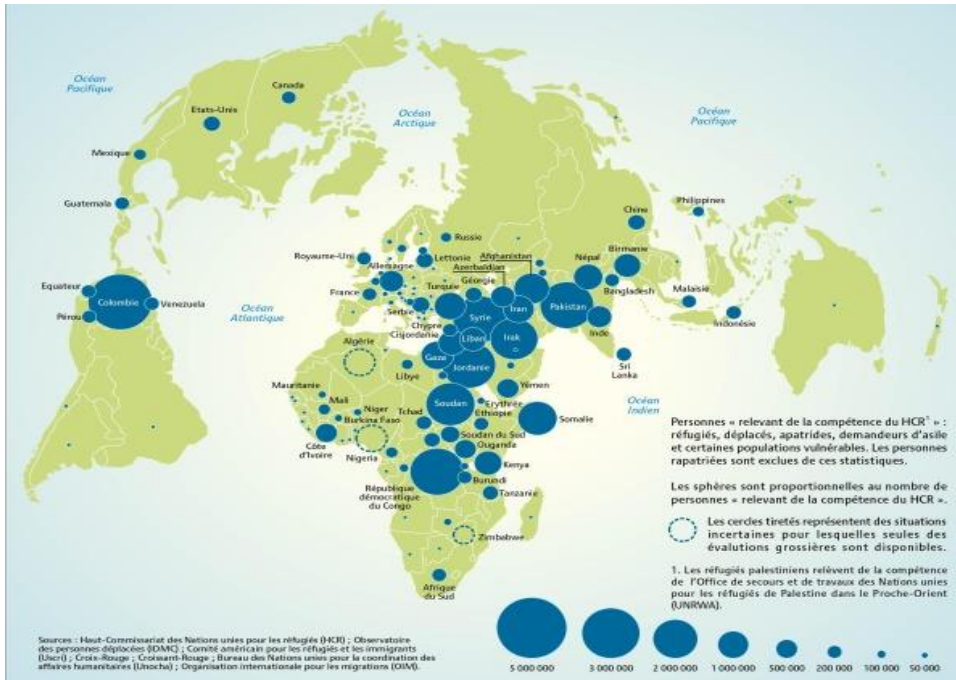 Océan
Pacifique
Canada
Etats-Unis
Océan
Arctique
Océan
Pacifique
Mexique
Guatemala
Philippines
Chine
Russie
Royaume-Uni
Lettonie
Afghanistan
Birmanie
Allemagne
Azerbaïdjan
Népal
Equateur
Turquie
Géorgie
Bangladesh
Malaisie
Colombie
Venezuela
France
Iran
Pakistan
Océan
Atlantique
Serbie
Syrie
Pérou
Chypre
Inde
Indonésie
Cisjordanie
Liban
Irak
Algérie
Gaza
Sri
Lanka
Libye
Jordanie
Mauritanie
Yémen
Mali
Niger
Tchad
Soudan
Erythrée
Ethiopie
Océan
Indien
Burkina Faso
Somalie
Côte
d'Ivoire
Soudan du Sud
Nigeria
Ouganda
Kenya
République
démocratique
du Congo
Burundi
Tanzanie
Zimbabwe
Afrique
du Sud
Personnes « relevant de la compétence du HCR1 » :
réfugiés, déplacés, apatrides, demandeurs d'asile
et certaines populations vulnérables. Les personnes
rapatriées sont exclues de ces statistiques.
Les sphères sont proportionnelles au nombre de
personnes « relevant de la compétence du HCR ».
Les cercles tiretés représentent des situations
incertaines pour lesquelles seules des
évalutions grossières sont disponibles.
1. Les réfugiés palestiniens relèvent de la compétence
de l'Office de secours et de travaux des Nations unies
pour les réfugiés de Palestine dans le Proche-Orient
(UNRWA).
Sources : Haut-Commissariat des Nations unies pour les réfugiés (HCR) ; Observatoire
des personnes déplacées (IDMC) ; Comité américain pour les réfugiés et les immigrants
(Uscri) ; Croix-Rouge ; Croissant-Rouge ; Bureau des Nations unies pour la coordination des
affaires humanitaires (Unocha) ; Organisation internationale pour les migrations (OIM).
5 000 000
3 000 000
2 000 000
1 000 000
500 000
200 000
100 000
50 000